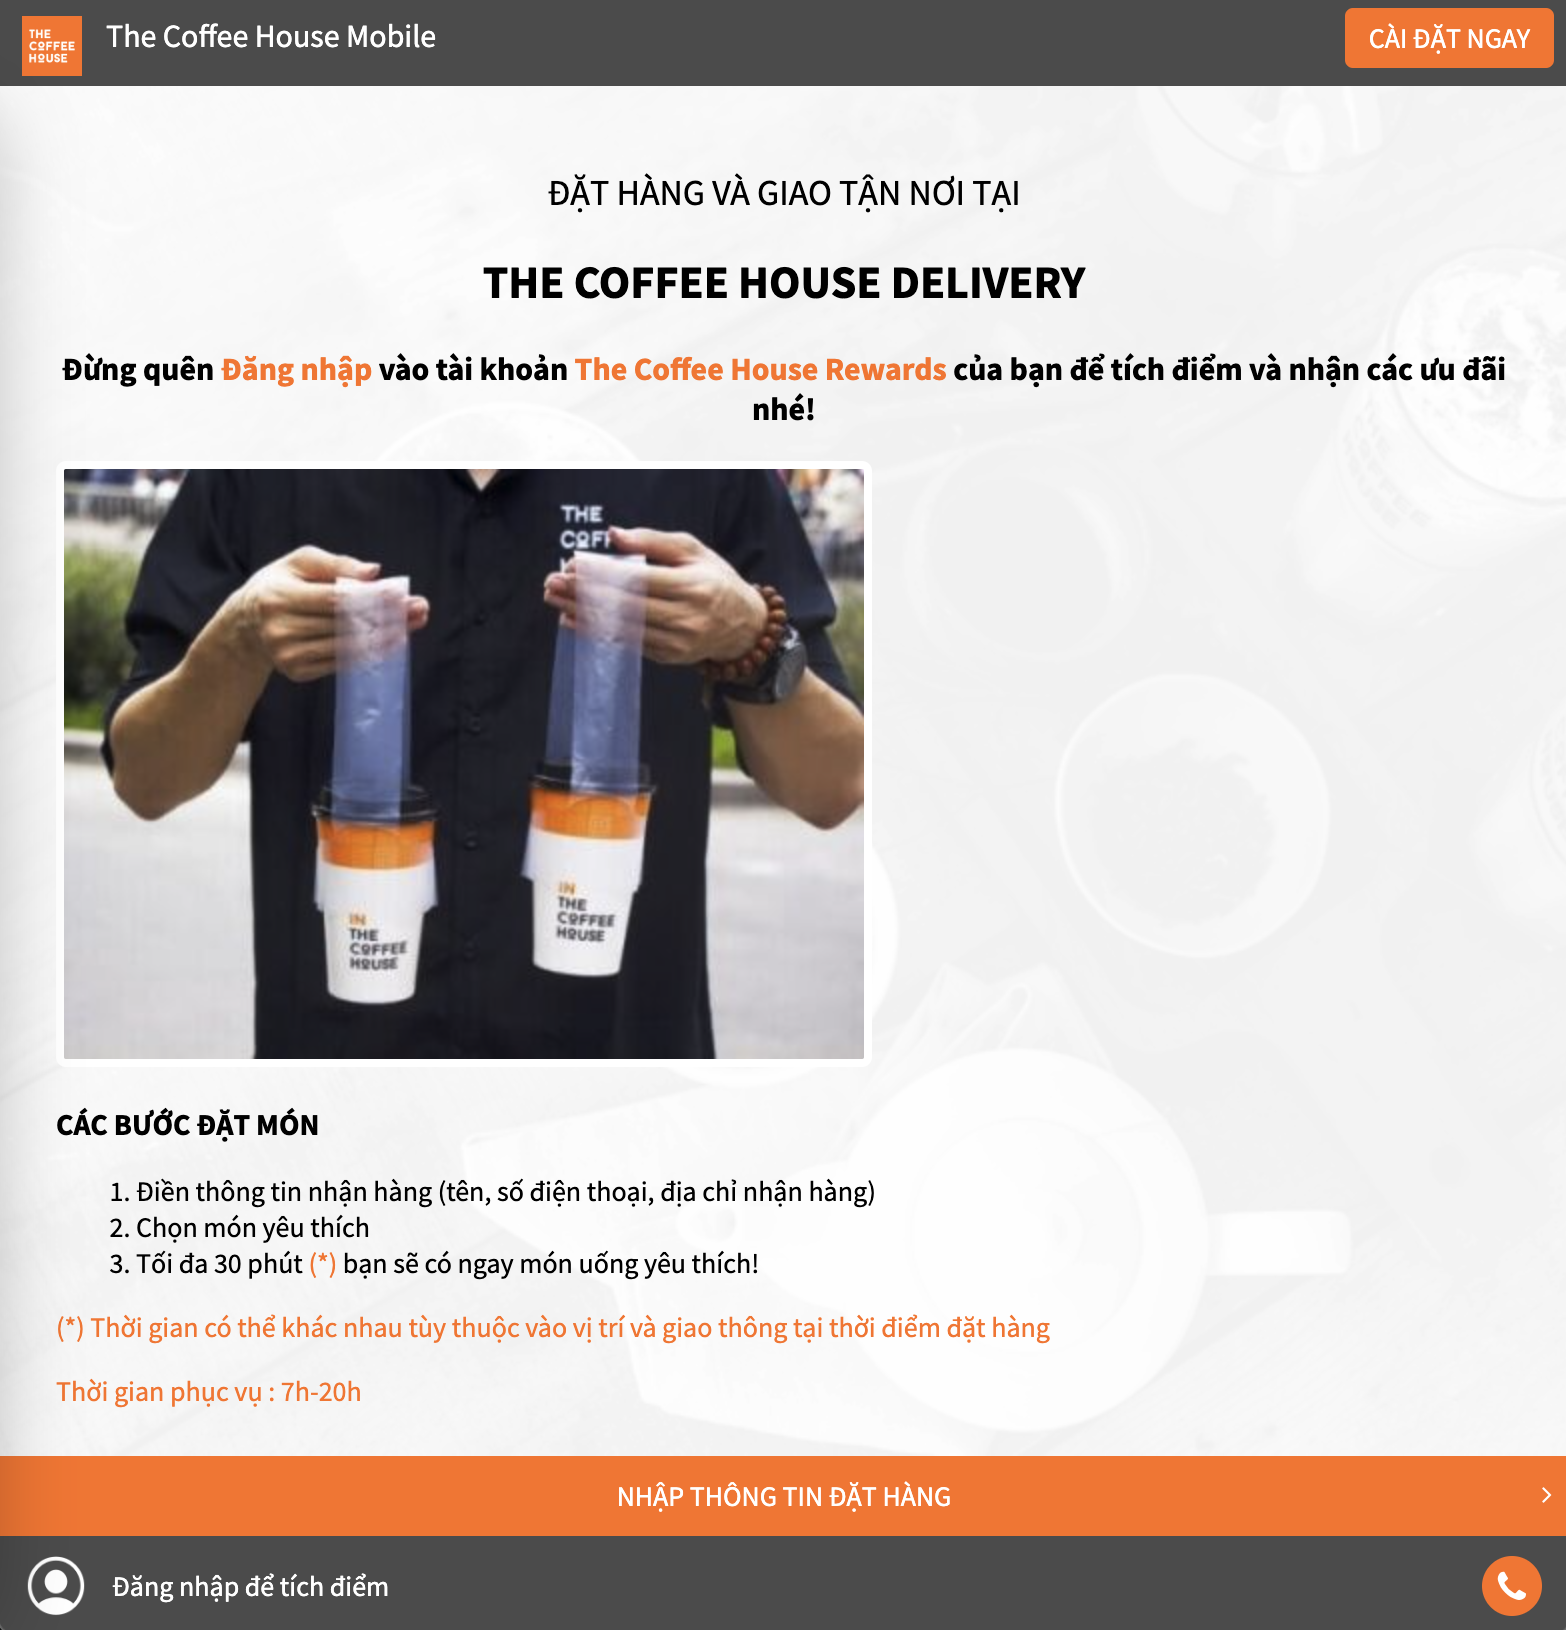 THE
COFFEE
HOUSE
The Coffee House Mobile
CÀI ĐẶT NGAY
ĐẶT HÀNG VÀ GIAO TẬN NƠI TẠI
THE COFFEE HOUSE DELIVERY
Đừng quên Đăng nhập vào tài khoản The Coffee House Rewards của bạn để tích điểm và nhận các ưu đãi
nhé!
THE
COFF
IN
THE
COFFEE
HOUSE
IN
THE
COFFEE
HOUSE
CÁC BƯỚC ĐẶT MÓN
1. Điền thông tin nhận hàng (tên, số điện thoại, địa chỉ nhận hàng)
2. Chọn món yêu thích
3. Tối đa 30 phút (*) bạn sẽ có ngay món uống yêu thích!
(*) Thời gian có thể khác nhau tùy thuộc vào vị trí và giao thông tại thời điểm đặt hàng
Thời gian phục vụ : 7h-20h
NHẬP THÔNG TIN ĐẶT HÀNG
Đăng nhập để tích điểm